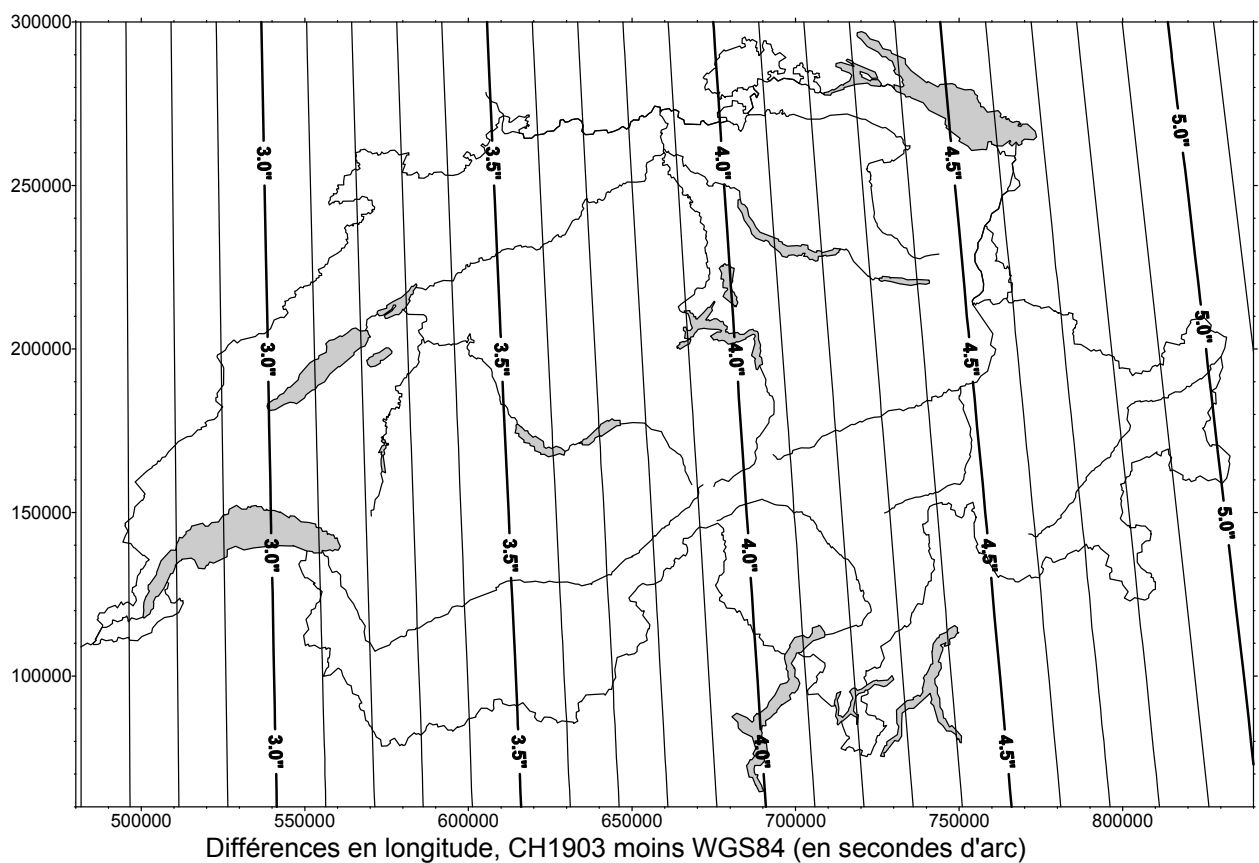 300000
250000
200000
150000
100000
3.0" 3.5" 4.0" 4.5" 5.0"
3.0" 3.5" 4.0" 4.5" 5.0"
3.0" 3.5" 4.0" 4.5" 5.0"
3.0" 3.5" 4.0" 4.5"
500000 550000 600000 650000 700000 750000 800000
Différences en longitude, CH1903 moins WGS84 (en secondes d'arc)